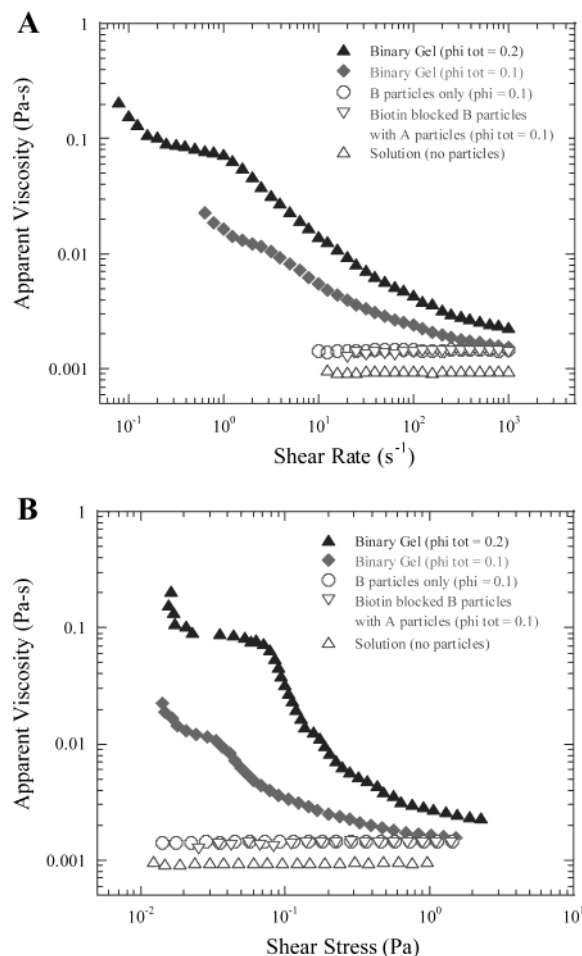 A
Apparent Viscosity (Pa-s)
1
0.1
0.01
0.001
Binary Gel (phi tot = 0.2)
Binary Gel (phi tot = 0.1)
B particles only (phi = 0.1)
Biotin blocked B particles
with A particles (phi tot = 0.1)
Solution (no particles)
10⁻¹ 10⁰ 10¹ 10² 10³
Shear Rate (s⁻¹)
B
Apparent Viscosity (Pa-s)
1
0.1
0.01
0.001
Binary Gel (phi tot = 0.2)
Binary Gel (phi tot = 0.1)
B particles only (phi = 0.1)
Biotin blocked B particles
with A particles (phi tot = 0.1)
Solution (no particles)
10⁻² 10⁻¹ 10⁰ 10¹
Shear Stress (Pa)